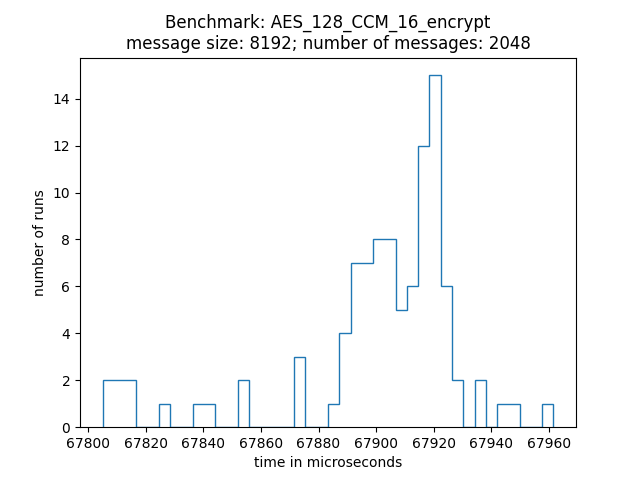 Benchmark: AES_128_CCM_16_encrypt
message size: 8192; number of messages: 2048
14
12
10
8
6
4
2
0
number of runs
67800 67820 67840 67860 67880 67900 67920 67940 67960
time in microseconds